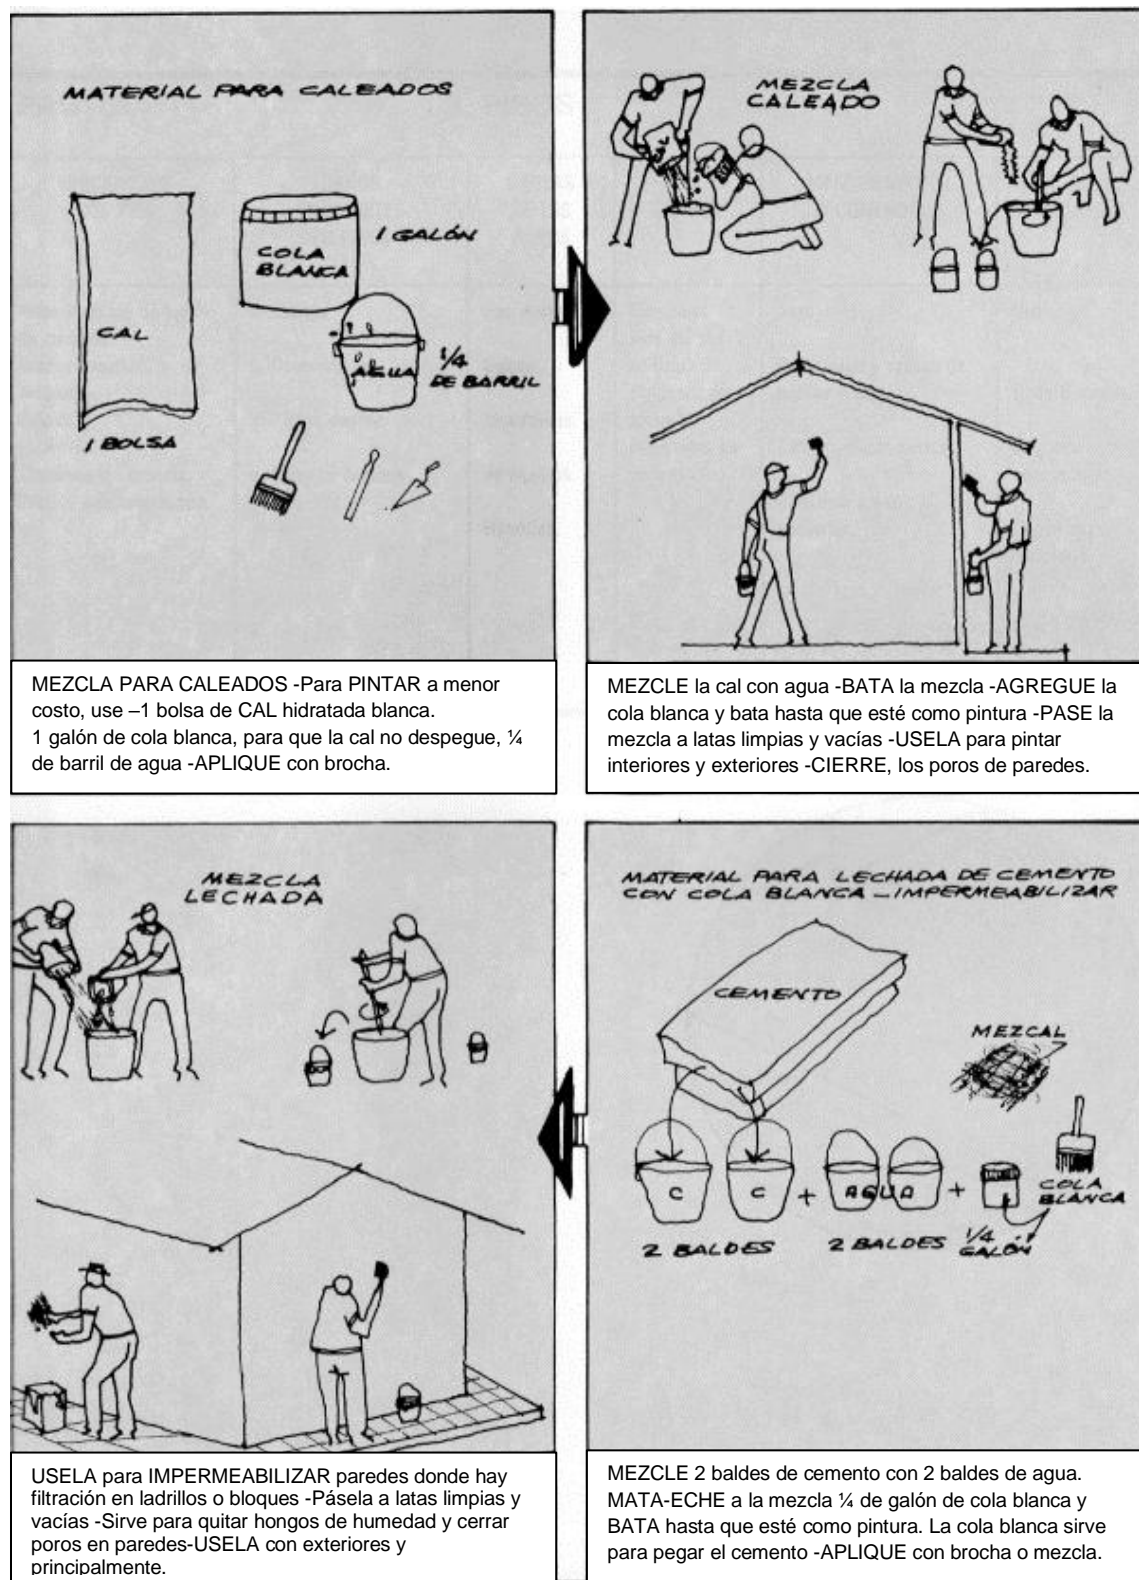 MATERIAL PARA CALEADOS
CAL
1 BOLSA
COLA
BLANCA
1 GALÓN
AGUA
1/4
DE BARRIL
MEZCLA PARA CALEADOS -Para PINTAR a menor
costo, use –1 bolsa de CAL hidratada blanca.
1 galón de cola blanca, para que la cal no despegue, ¼
de barril de agua -APLIQUE con brocha.
MEZCLA
CALEADO
CAL
MEZCLE la cal con agua -BATA la mezcla -AGREGUE la
cola blanca y bata hasta que esté como pintura -PASE la
mezcla a latas limpias y vacías -USELA para pintar
interiores y exteriores -CIERRE, los poros de paredes.
MEZCLA
LECHADA
USELA para IMPERMEABILIZAR paredes donde hay
filtración en ladrillos o bloques -Pásela a latas limpias y
vacías -Sirve para quitar hongos de humedad y cerrar
poros en paredes-USELA con exteriores y
principalmente.
MATERIAL PARA LECHADA DE CEMENTO
CON COLA BLANCA – IMPERMEABILIZAR
CEMENTO
MEZCAL
C
C
+
AGUA
+
COLA
BLANCA
2 BALDES
2 BALDES
1/4
GALÓN
MEZCLE 2 baldes de cemento con 2 baldes de agua.
MATA-ECHE a la mezcla ¼ de galón de cola blanca y
BATA hasta que esté como pintura. La cola blanca sirve
para pegar el cemento -APLIQUE con brocha o mezcla.